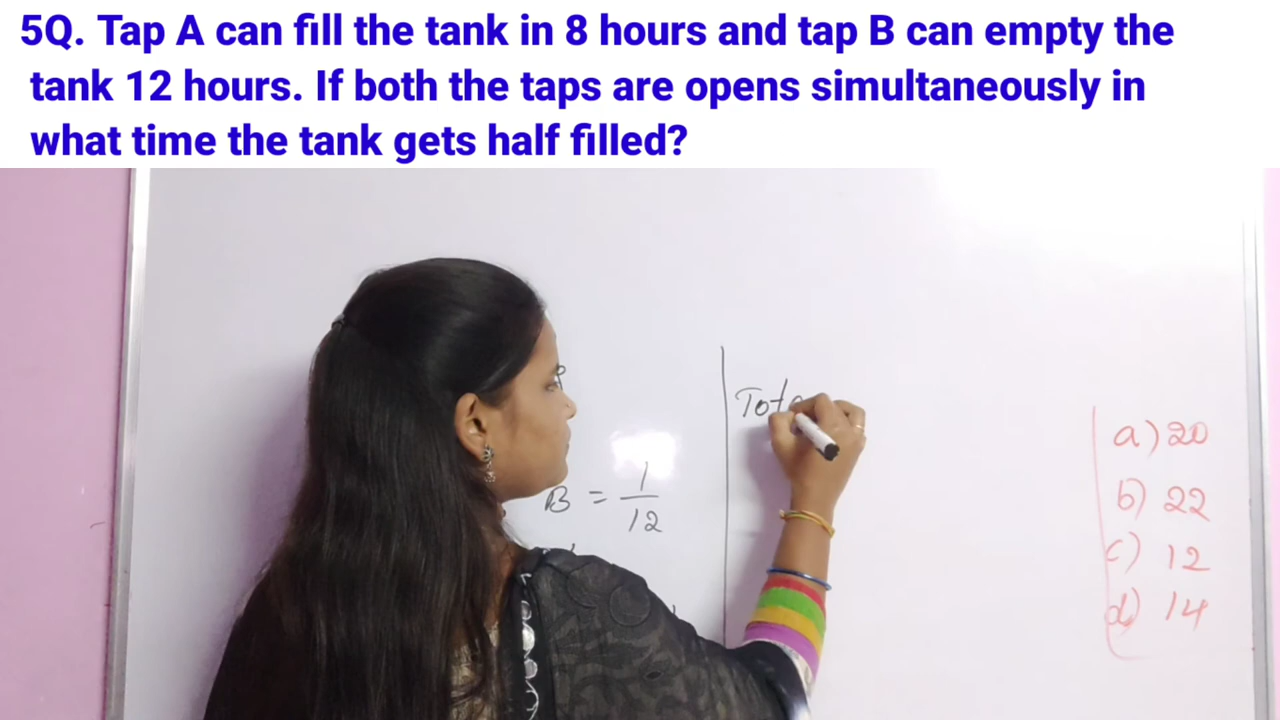 5Q. Tap A can fill the tank in 8 hours and tap B can empty the
tank 12 hours. If both the taps are opens simultaneously in
what time the tank gets half filled?
B = 1/12
Tota
a) 20
b) 22
c) 12
d) 14